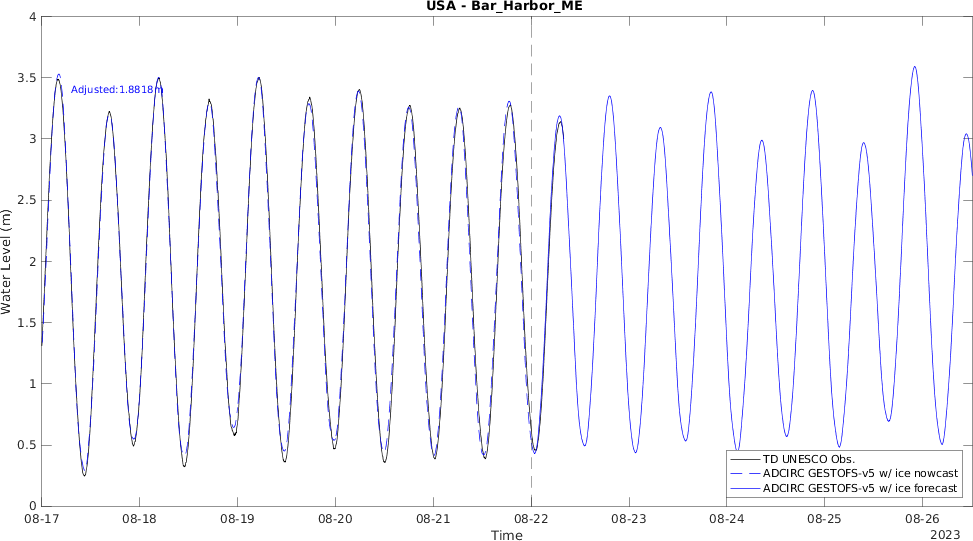 USA - Bar_Harbor_ME
4
3.5
3
2.5
2
1.5
1
0.5
0
Water Level (m)
Adjusted:1.8818m
TD UNESCO Obs.
ADCIRC GESTOFS-v5 w/ ice nowcast
ADCIRC GESTOFS-v5 w/ ice forecast
08-17 08-18 08-19 08-20 08-21 08-22 08-23 08-24 08-25 08-26
Time
2023